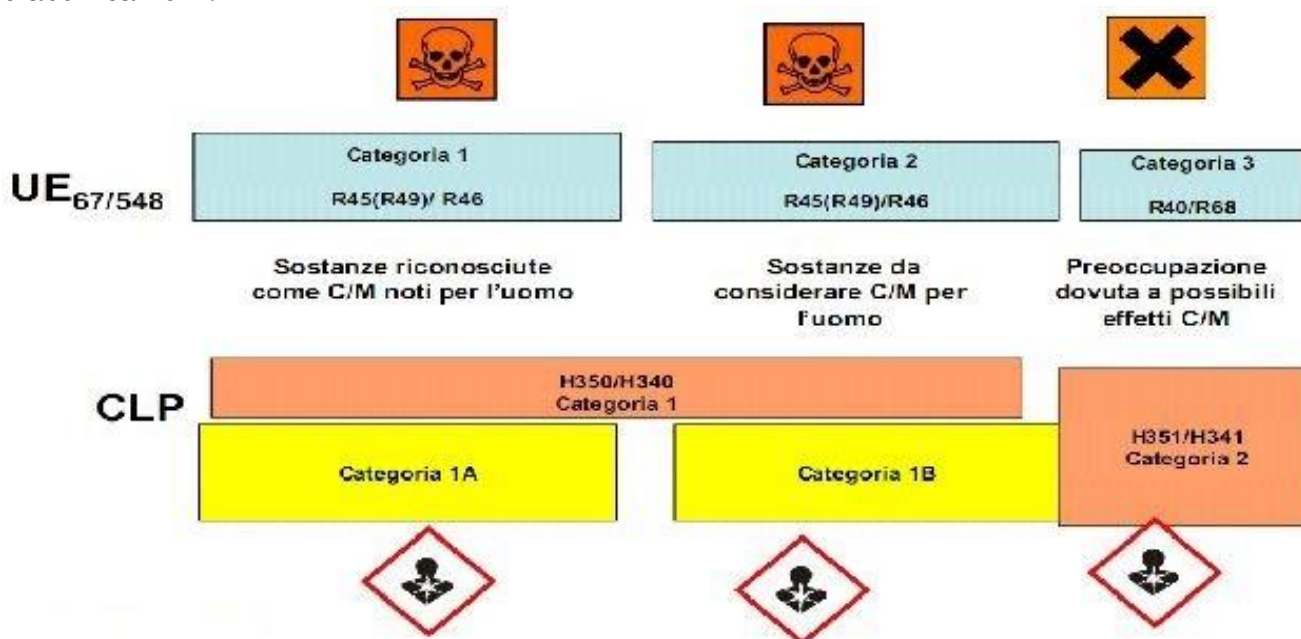 Categoria 1
R45(R49)/ R46
Categoria 2
R45(R49)/R46
Categoria 3
R40/R68
UE67/548
Sostanze riconosciute
come C/M noti per l'uomo
Sostanze da
considerare C/M per
l'uomo
Preoccupazione
dovuta a possibili
effetti C/M
CLP
H350/H340
Categoria 1
Categoria 1A
Categoria 1B
H351/H341
Categoria 2